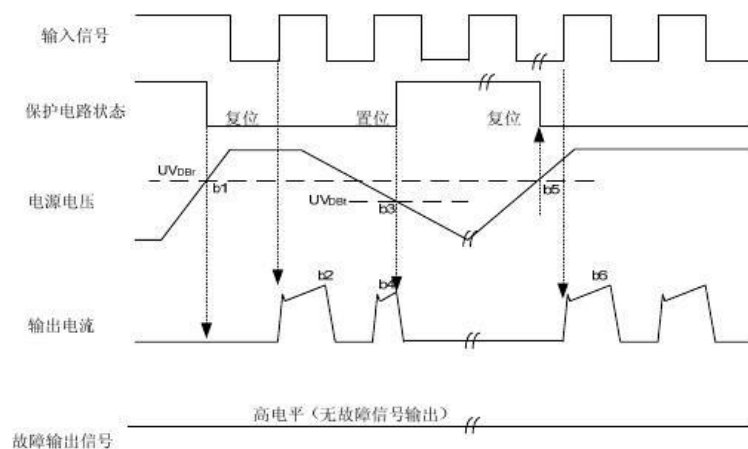 输入信号
保护电路状态
复位
置位
复位
UVDBr
b1
b5
电源电压
UVDBt
b3
b2
b4
b6
输出电流
高电平（无故障信号输出）
故障输出信号